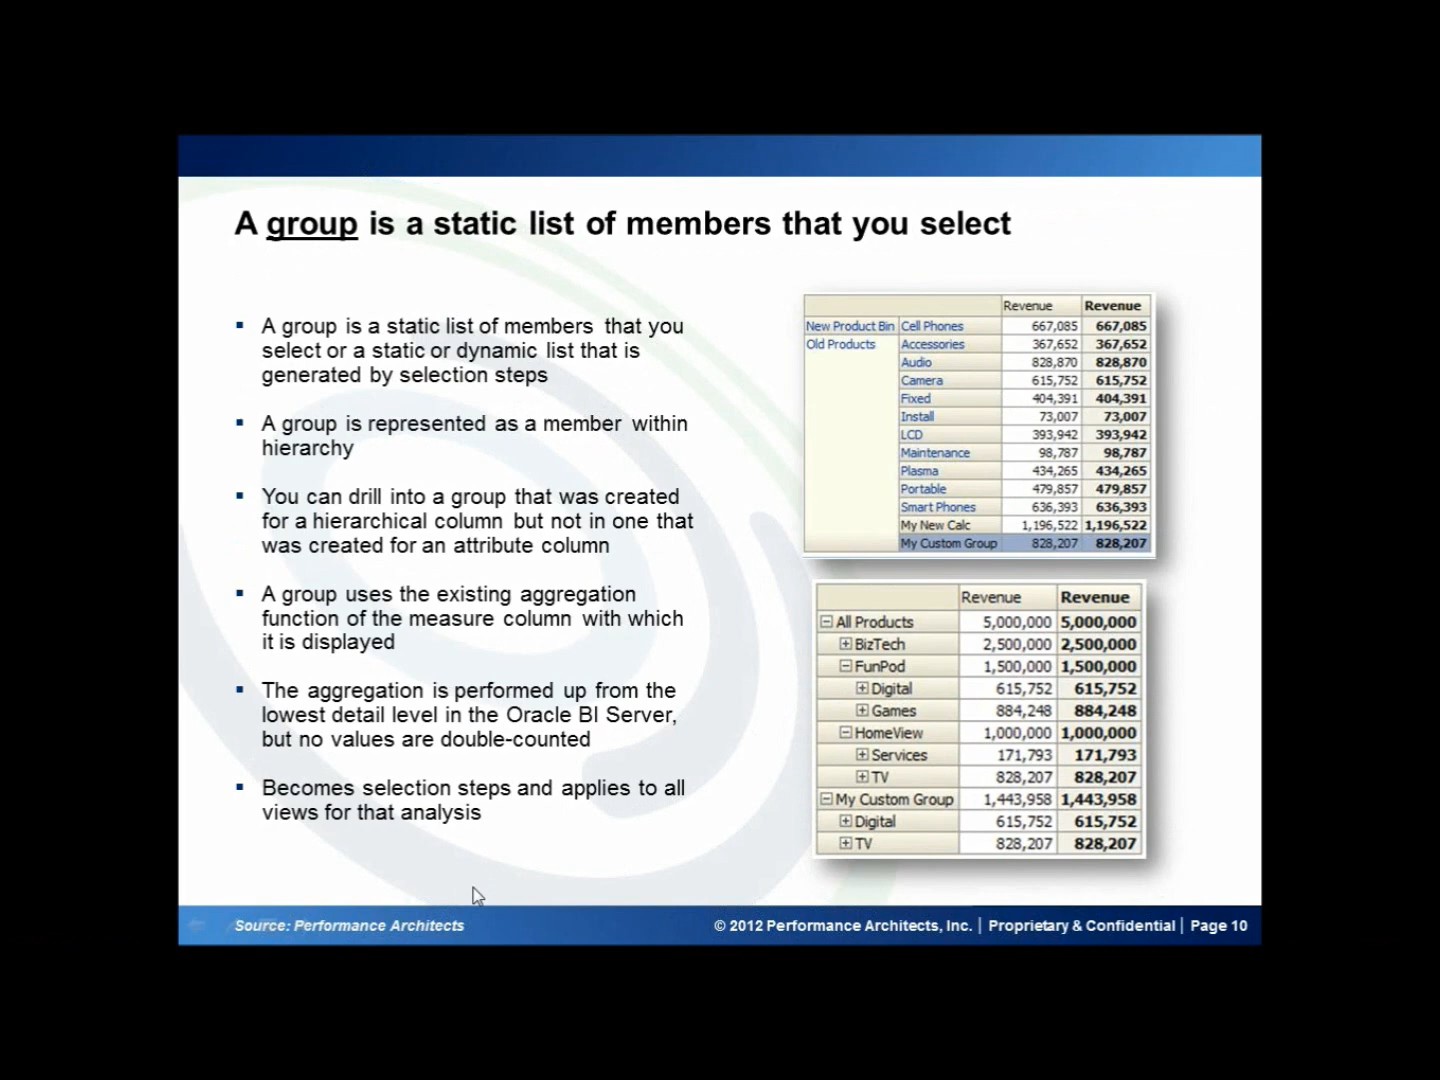 A group is a static list of members that you select
A group is a static list of members that you
select or a static or dynamic list that is
generated by selection steps
A group is represented as a member within
hierarchy
You can drill into a group that was created
for a hierarchical column but not in one that
was created for an attribute column
A group uses the existing aggregation
function of the measure column with which
it is displayed
The aggregation is performed up from the
lowest detail level in the Oracle BI Server,
but no values are double-counted
Becomes selection steps and applies to all
views for that analysis
Revenue Revenue
New Product Bin Cell Phones 667,085 667,085
Old Products Accessories 367,652 367,652
Audio 828,870 828,870
Camera 615,752 615,752
Fixed 404,391 404,391
Install 73,007 73,007
LCD 393,942 393,942
Maintenance 98,787 98,787
Plasma 434,265 434,265
Portable 479,857 479,857
Smart Phones 636,393 636,393
My New Calc 1,196,522 1,196,522
My Custom Group 828,207 828,207
Revenue Revenue
All Products 5,000,000 5,000,000
BizTech 2,500,000 2,500,000
FunPod 1,500,000 1,500,000
Digital 615,752 615,752
Games 884,248 884,248
HomeView 1,000,000 1,000,000
Services 171,793 171,793
TV 828,207 828,207
My Custom Group 1,443,958 1,443,958
Digital 615,752 615,752
TV 828,207 828,207
Source: Performance Architects
© 2012 Performance Architects, Inc. | Proprietary & Confidential | Page 10